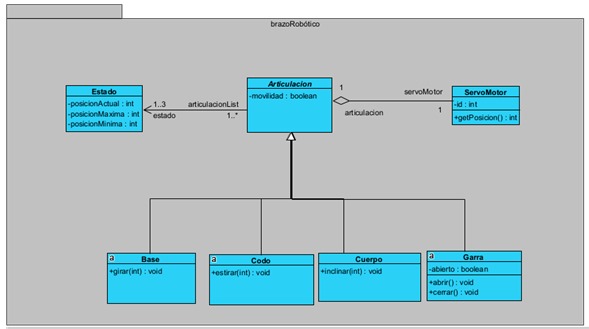 brazoRobótico
Estado
-posicionActual : int
-posicionMaxima : int
-posicionMinima : int
1..3
estado
articulacionList
1..*
Articulacion
-movilidad : boolean
1
articulacion
servoMotor
1
ServoMotor
-id : int
+getPosicion() : int
a
Base
+girar(int) : void
a
Codo
+estirar(int) : void
Cuerpo
+inclinar(int) : void
a
Garra
-abierto : boolean
+abrir() : void
+cerrar() : void